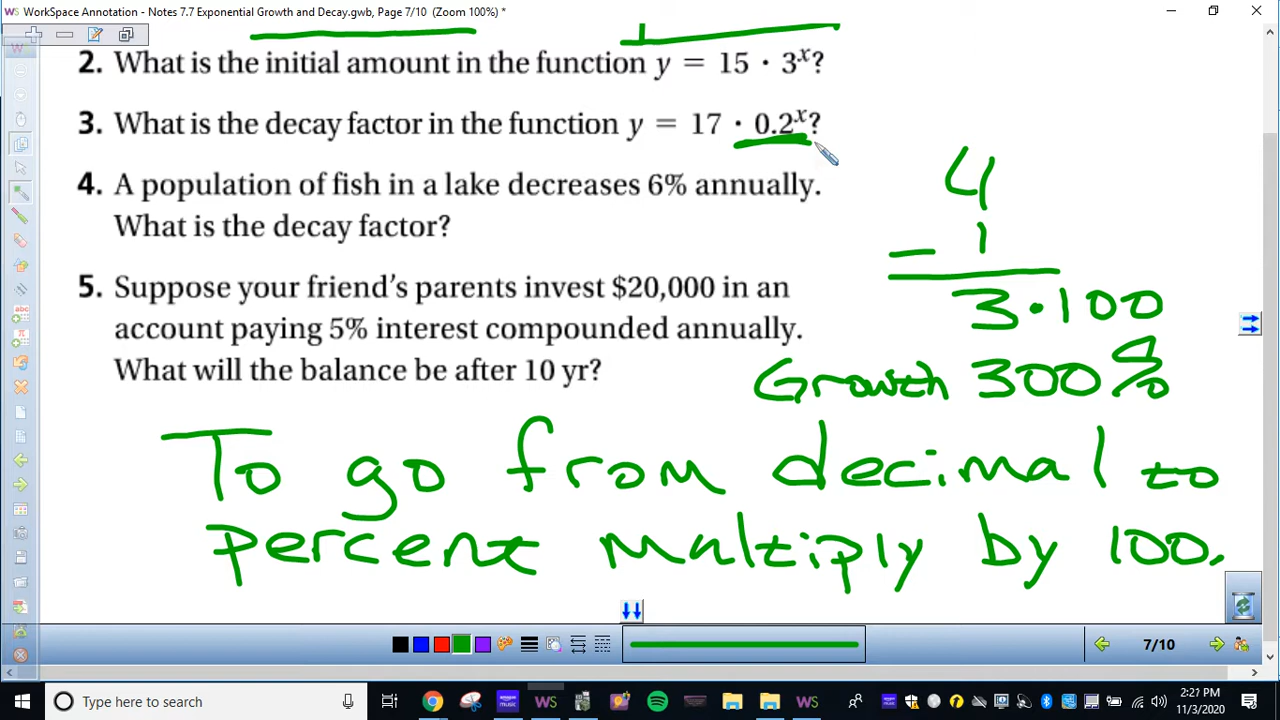 WorkSpace Annotation - Notes 7.7 Exponential Growth and Decay.gwb, Page 7/10 (Zoom 100%) *
2. What is the initial amount in the function y = 15 · 3ˣ?
3. What is the decay factor in the function y = 17 · 0.2ˣ?
4. A population of fish in a lake decreases 6% annually.
What is the decay factor?
5. Suppose your friend's parents invest $20,000 in an
account paying 5% interest compounded annually.
What will the balance be after 10 yr?
4
- 1
3·100
Growth 300%
To go from decimal to
percent multiply by 100.
7/10
Type here to search
2:27 PM
11/3/2020